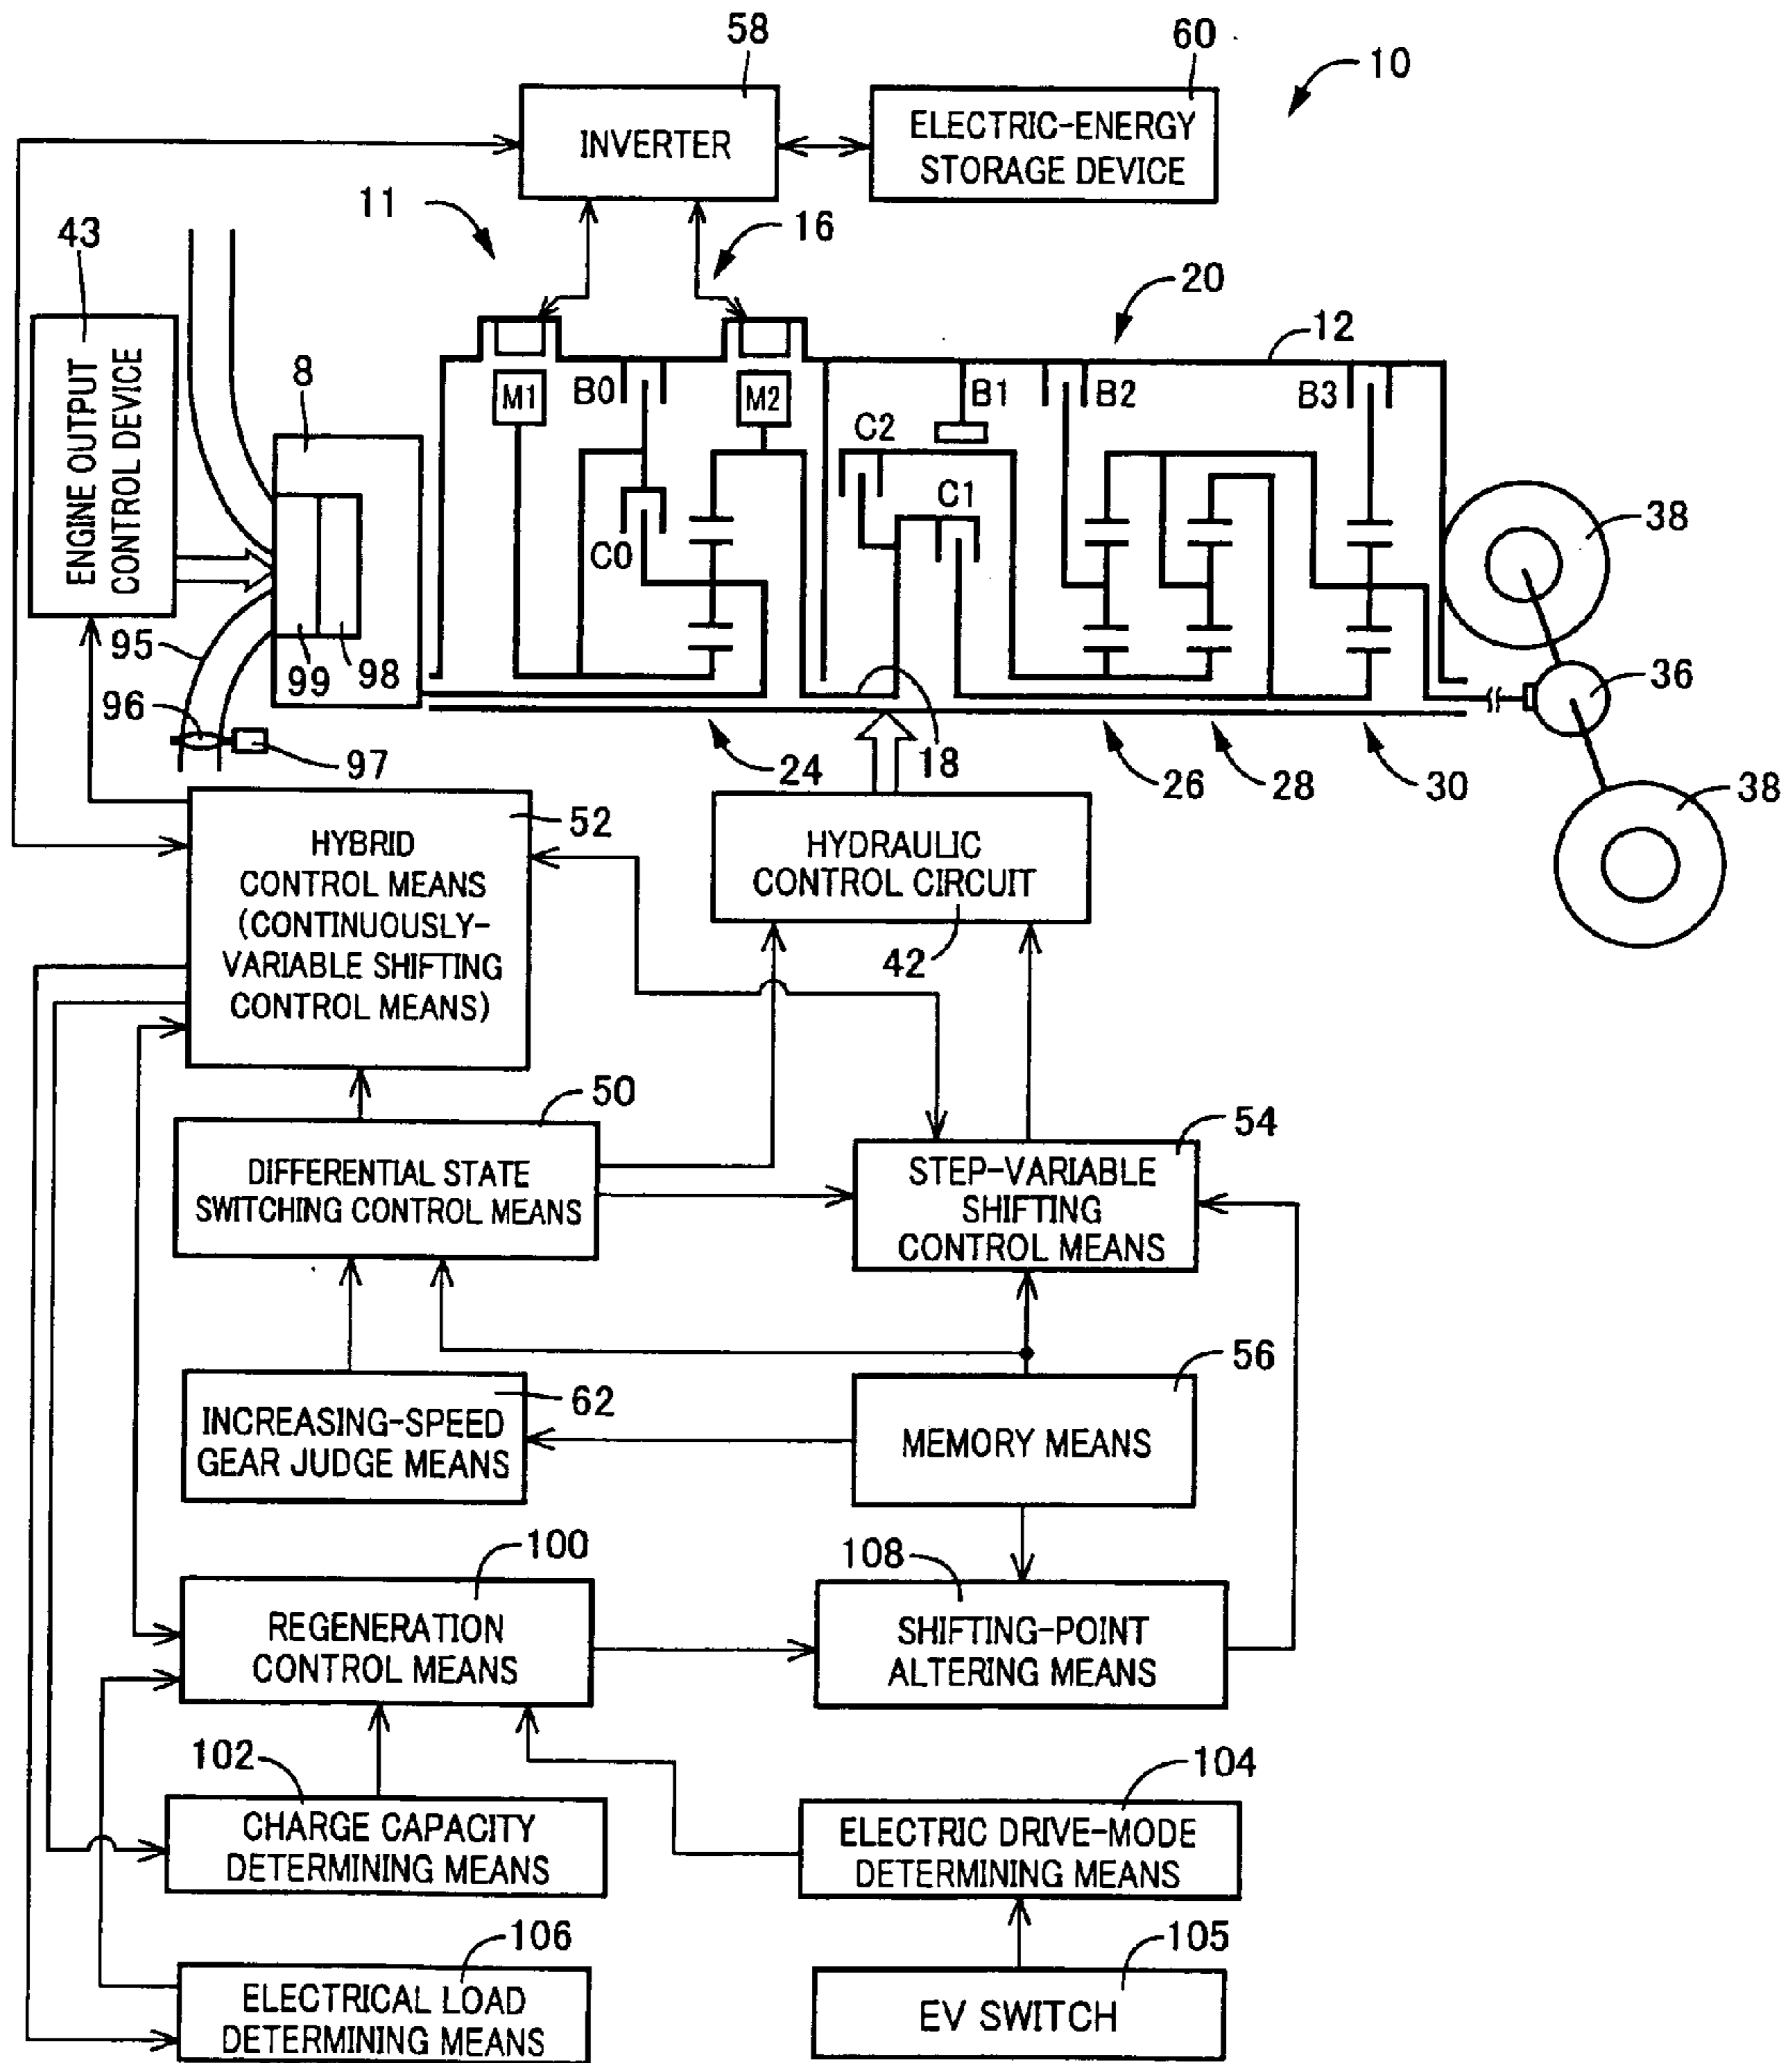 58
60
10
INVERTER
ELECTRIC-ENERGY
STORAGE DEVICE
11
16
43
20
12
ENGINE OUTPUT
CONTROL DEVICE
8
M1
B0
M2
B1
B2
B3
C2
C1
C0
38
95
99
98
36
96
97
24
18
26
28
30
38
52
HYBRID
CONTROL MEANS
(CONTINUOUSLY-
VARIABLE SHIFTING
CONTROL MEANS)
HYDRAULIC
CONTROL CIRCUIT
42
50
54
DIFFERENTIAL STATE
SWITCHING CONTROL MEANS
STEP-VARIABLE
SHIFTING
CONTROL MEANS
56
62
INCREASING-SPEED
GEAR JUDGE MEANS
MEMORY MEANS
100
108
REGENERATION
CONTROL MEANS
SHIFTING-POINT
ALTERING MEANS
102
104
CHARGE CAPACITY
DETERMINING MEANS
ELECTRIC DRIVE-MODE
DETERMINING MEANS
106
105
ELECTRICAL LOAD
DETERMINING MEANS
EV SWITCH